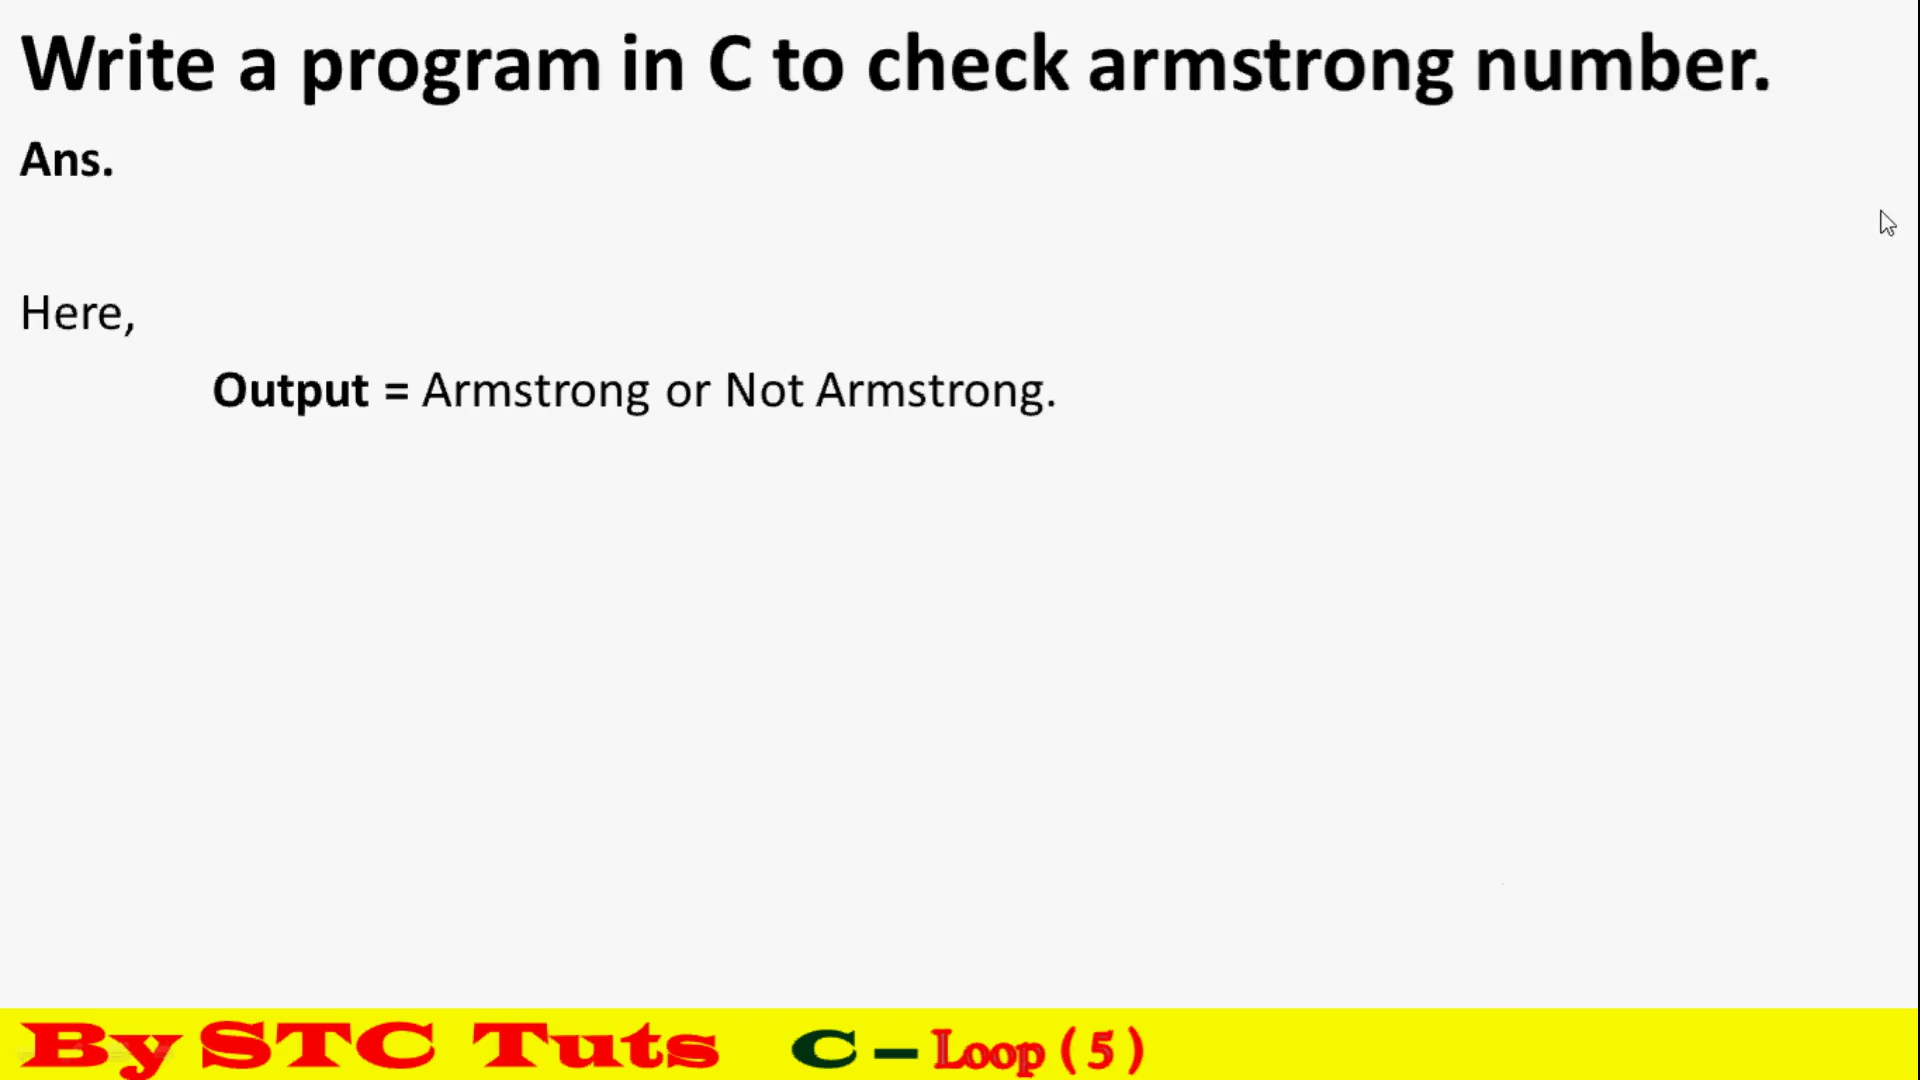 Write a program in C to check armstrong number.
Ans.
Here,
Output = Armstrong or Not Armstrong.
By STC Tuts C – Loop ( 5 )